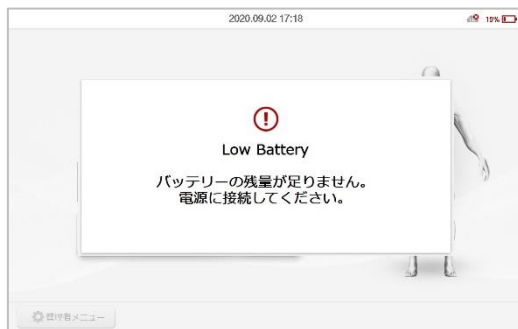 2020.09.02 17:18
19%
Low Battery
バッテリーの残量が足りません。
電源に接続してください。
管理者メニュー